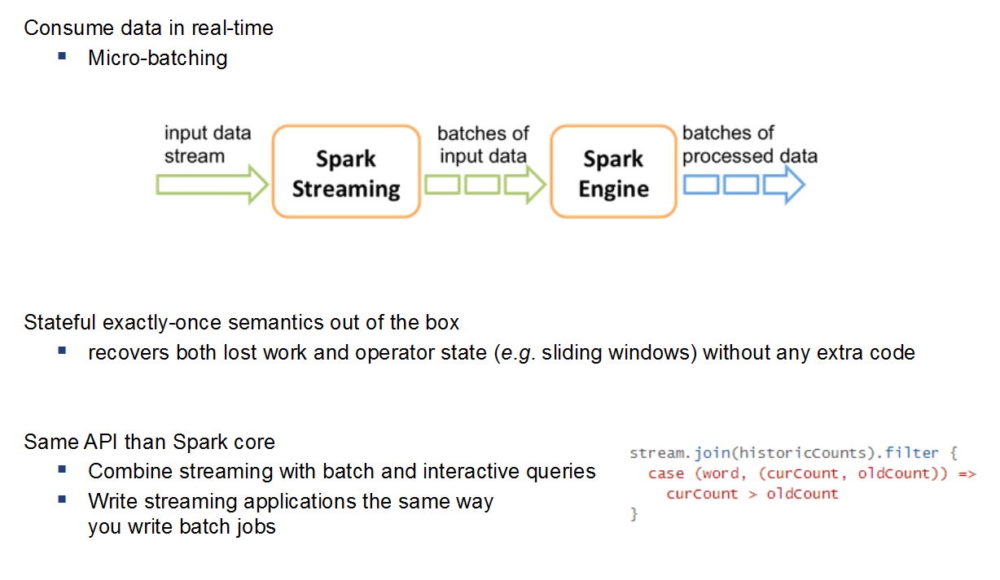 Consume data in real-time
Micro-batching
input data
stream
Spark
Streaming
batches of
input data
Spark
Engine
batches of
processed data
Stateful exactly-once semantics out of the box
recovers both lost work and operator state (e.g. sliding windows) without any extra code
Same API than Spark core
Combine streaming with batch and interactive queries
Write streaming applications the same way
you write batch jobs
stream.join(historicCounts).filter {
case (word, (curCount, oldCount)) =>
curCount > oldCount
}